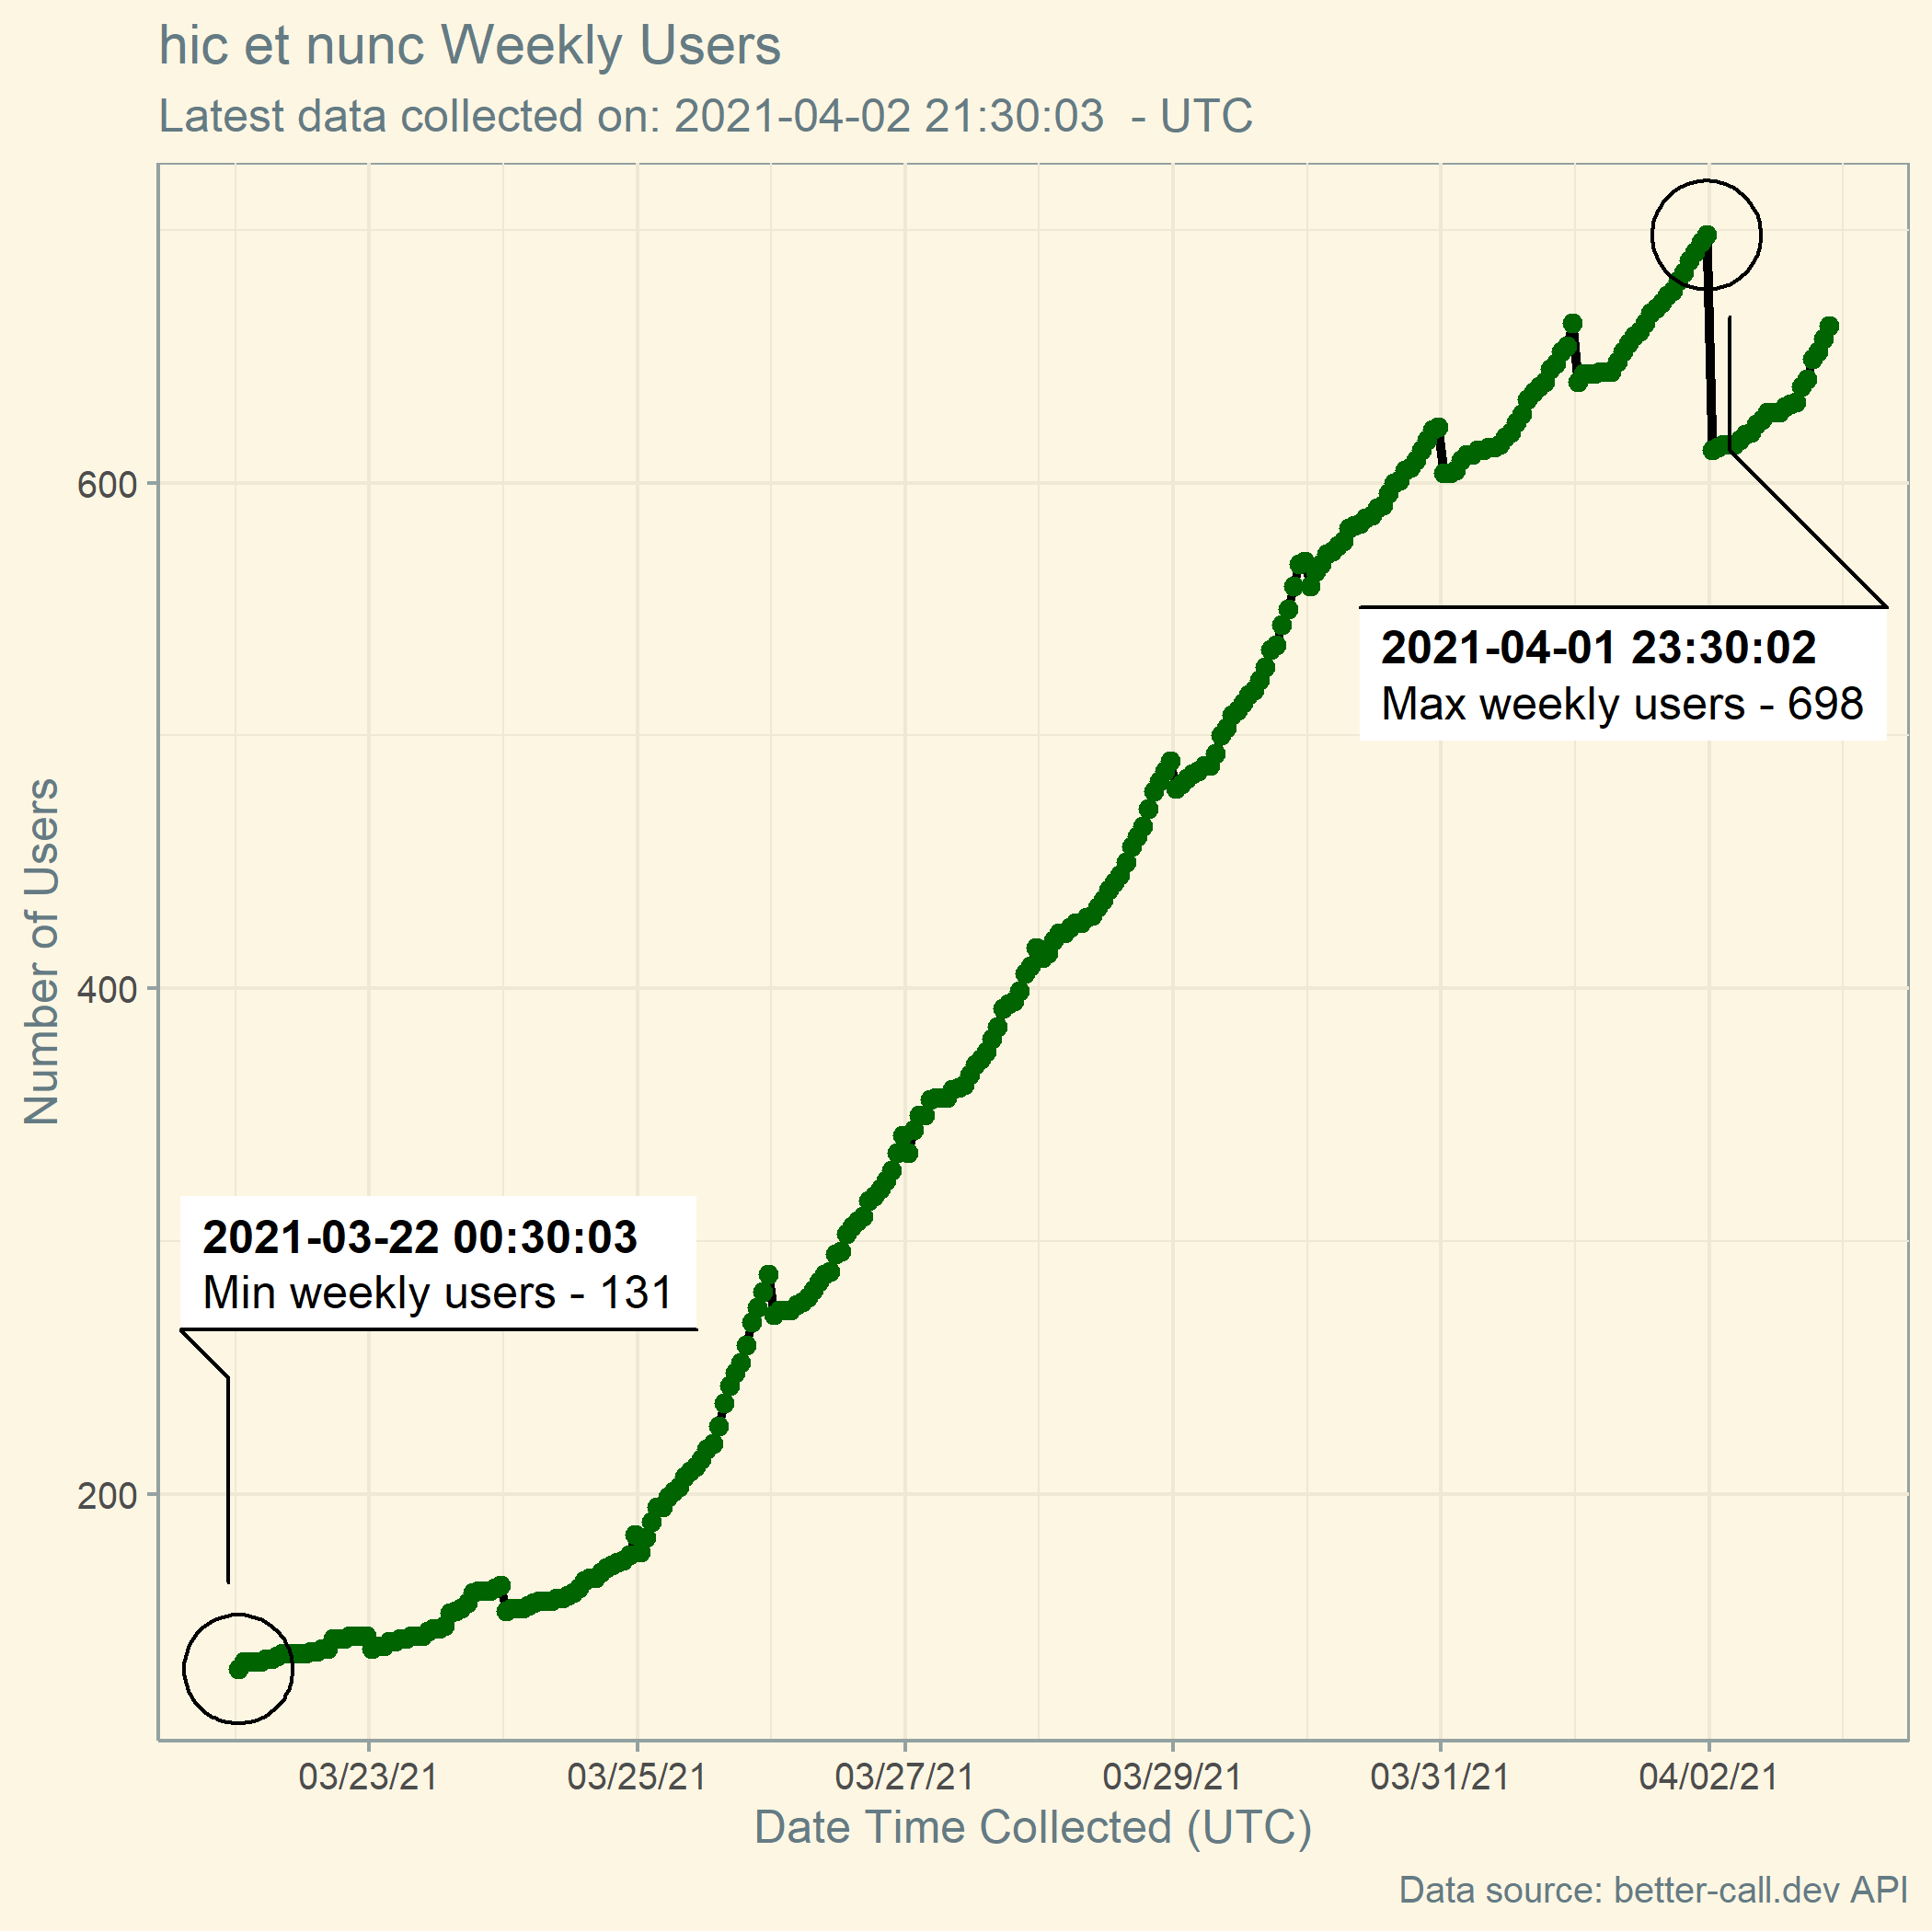 hic et nunc Weekly Users
Latest data collected on: 2021-04-02 21:30:03  - UTC
Number of Users
600
400
200
2021-04-01 23:30:02
Max weekly users - 698
2021-03-22 00:30:03
Min weekly users - 131
03/23/21 03/25/21 03/27/21 03/29/21 03/31/21 04/02/21
Date Time Collected (UTC)
Data source: better-call.dev API